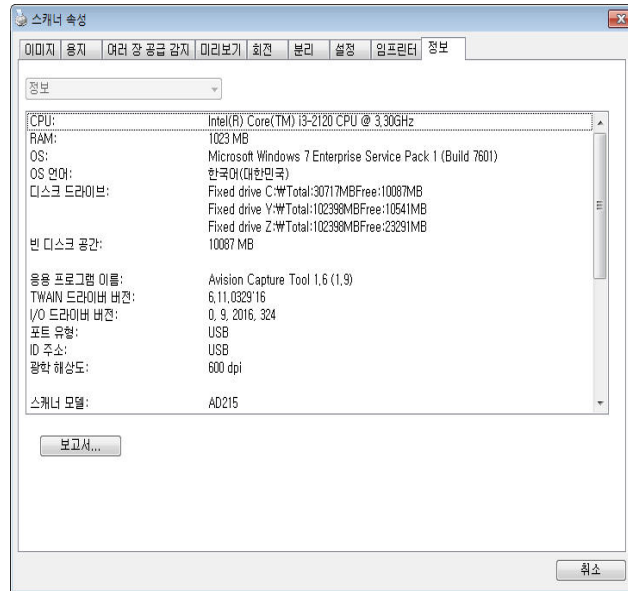 스캐너 속성
이미지 용지 여러 장 공급 감지 미리보기 회전 분리 설정 임프린터 정보
정보
CPU: Intel(R) Core(TM) i3-2120 CPU @ 3,30GHz
RAM: 1023 MB
OS: Microsoft Windows 7 Enterprise Service Pack 1 (Build 7601)
OS 언어: 한국어(대한민국)
디스크 드라이브: Fixed drive C:₩Total:30717MBFree:10087MB
Fixed drive Y:₩Total:102398MBFree:10541MB
Fixed drive Z:₩Total:102398MBFree:23291MB
빈 디스크 공간: 10087 MB
응용 프로그램 이름: Avision Capture Tool 1,6 (1,9)
TWAIN 드라이버 버전: 6,11,0329'16
I/O 드라이버 버전: 0, 9, 2016, 324
포트 유형: USB
ID 주소: USB
광학 해상도: 600 dpi
스캐너 모델: AD215
보고서...
취소